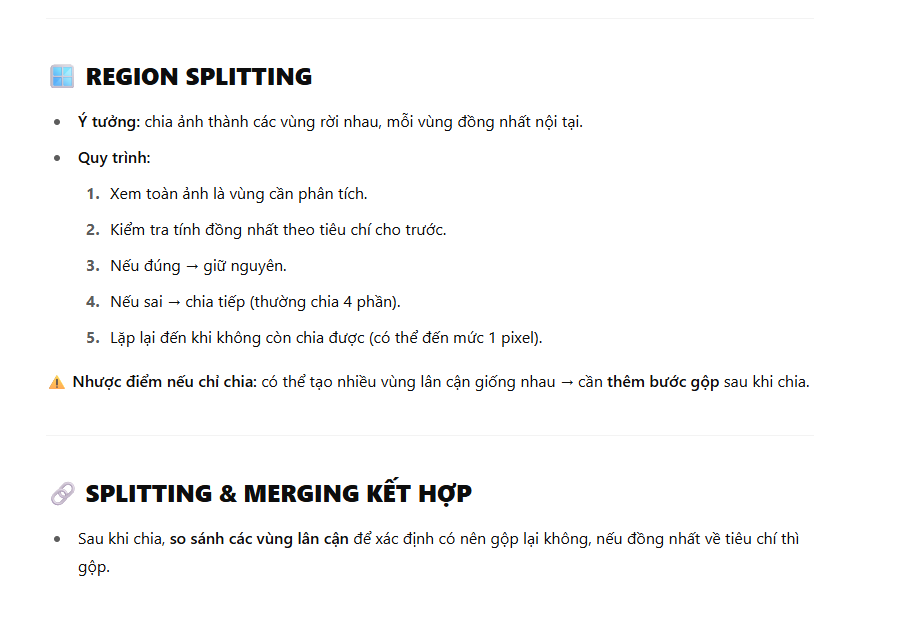 REGION SPLITTING
• Ý tưởng: chia ảnh thành các vùng rời nhau, mỗi vùng đồng nhất nội tại.
• Quy trình:
1. Xem toàn ảnh là vùng cần phân tích.
2. Kiểm tra tính đồng nhất theo tiêu chí cho trước.
3. Nếu đúng → giữ nguyên.
4. Nếu sai → chia tiếp (thường chia 4 phần).
5. Lặp lại đến khi không còn chia được (có thể đến mức 1 pixel).
⚠️ Nhược điểm nếu chỉ chia: có thể tạo nhiều vùng lân cận giống nhau → cần thêm bước gộp sau khi chia.
SPLITTING & MERGING KẾT HỢP
• Sau khi chia, so sánh các vùng lân cận để xác định có nên gộp lại không, nếu đồng nhất về tiêu chí thì
gộp.